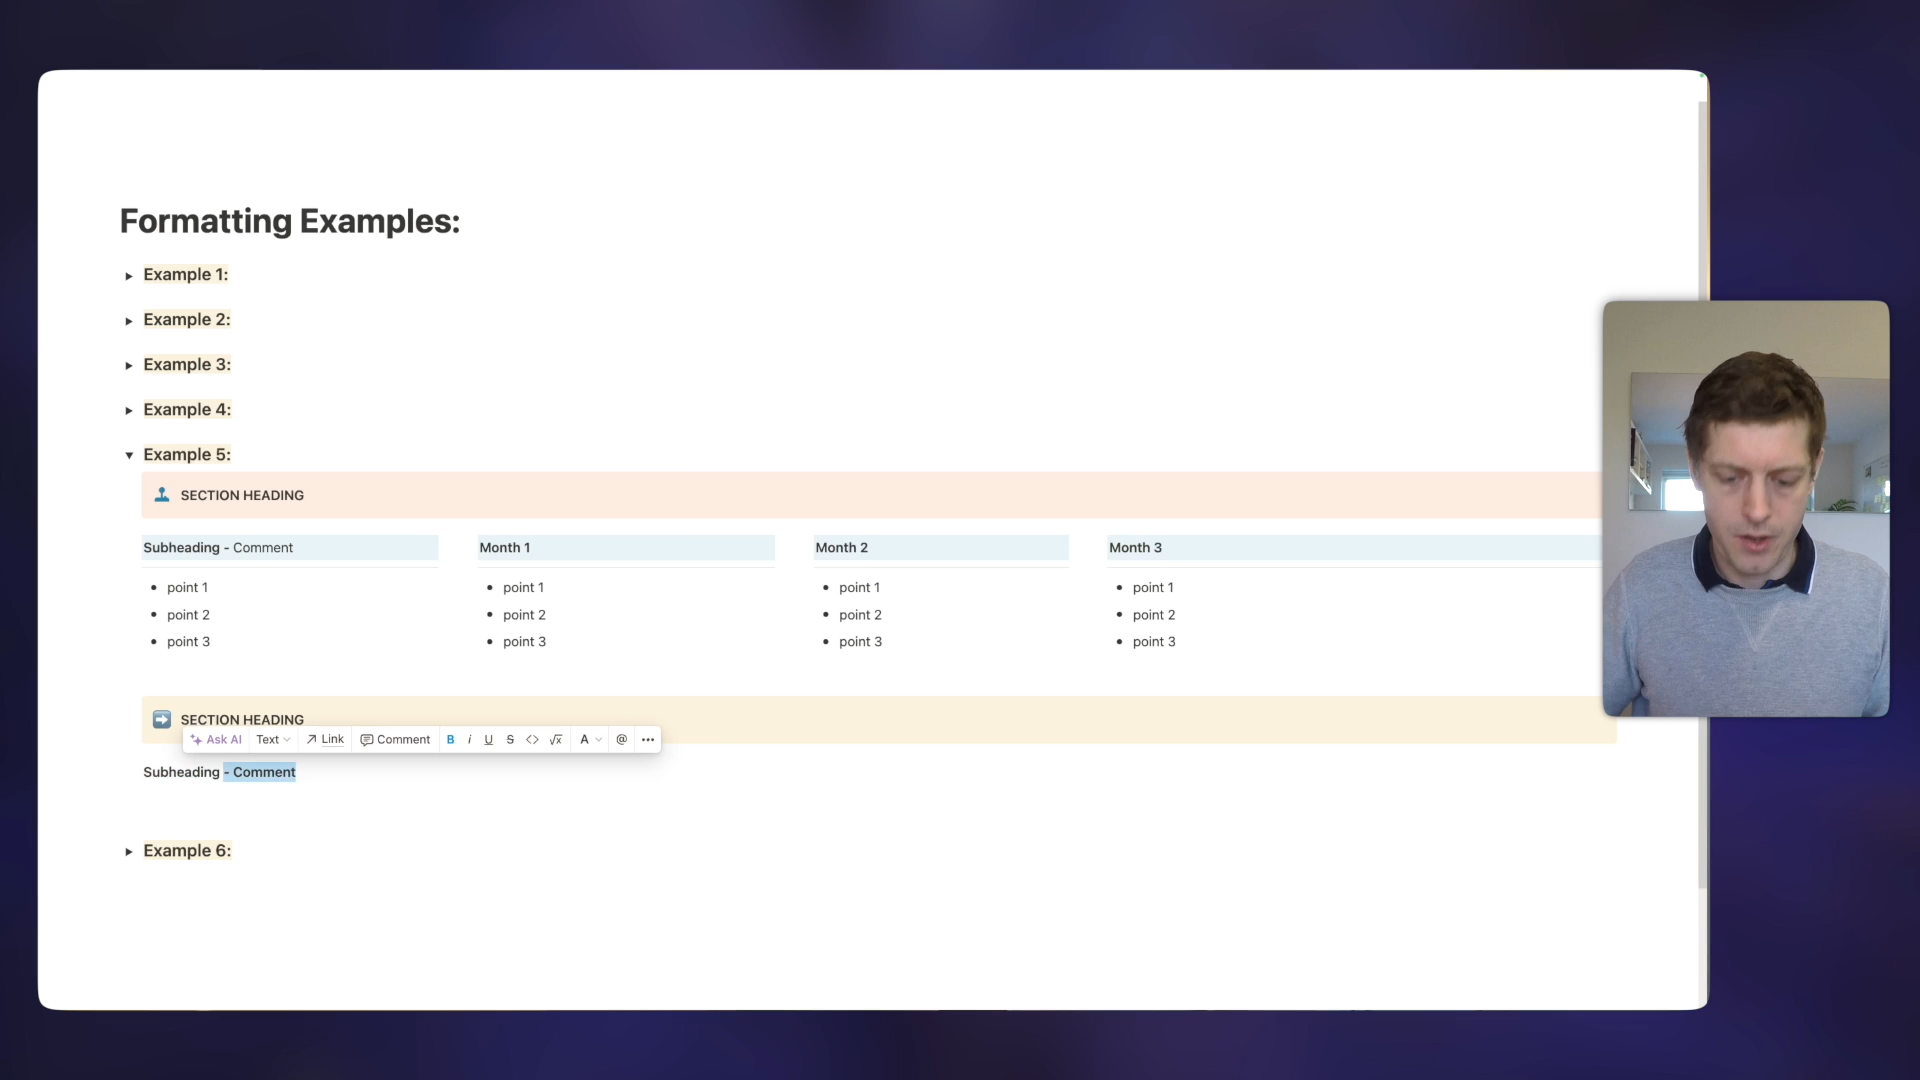 Formatting Examples:
Example 1:
Example 2:
Example 3:
Example 4:
Example 5:
SECTION HEADING
Subheading - Comment
point 1
point 2
point 3
Month 1
point 1
point 2
point 3
Month 2
point 1
point 2
point 3
Month 3
point 1
point 2
point 3
SECTION HEADING
Ask AI Text Link Comment B i U S <> √x A @ •••
Subheading - Comment
Example 6: